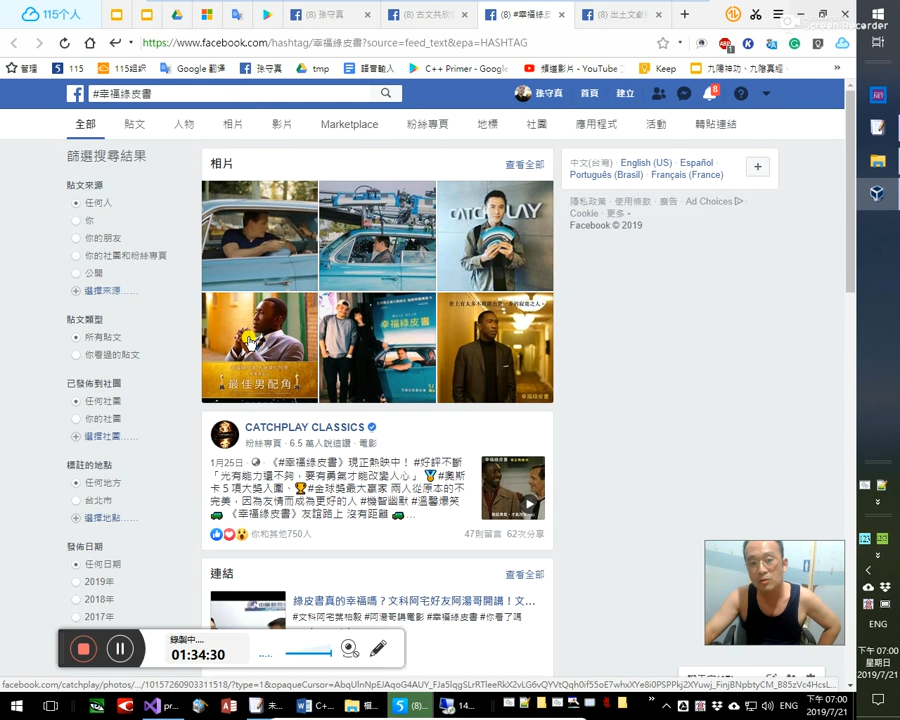 115个人
(8) 孫守真
(8) 古文共欣
(8) #幸福綠皮
(8) 出土文獻
Screen Recorder
https://www.facebook.com/hashtag/幸福綠皮書?source=feed_text&epa=HASHTAG
管理
115
115組訳
Google 翻譯
孫守真
tmp
語音輸入
C++ Primer - Google
頻道影片 - YouTube
Keep
九陽神功、九陰真經
#幸福綠皮書
孫守真
首頁
建立
8
全部
貼文
人物
相片
影片
Marketplace
粉絲專頁
地標
社團
應用程式
活動
轉貼連結
篩選搜尋結果
貼文來源
任何人
你
你的朋友
你的社團和粉絲專頁
公開
選擇來源……
貼文類型
所有貼文
你看過的貼文
已發佈到社團
任何社團
你的社團
選擇社團……
標註的地點
任何地方
台北市
選擇地點……
發佈日期
任何日期
2019年
2018年
2017年
相片
查看全部
CATCHPLAY
最佳男配角
幸福綠皮書
幸福綠皮書
CATCHPLAY CLASSICS
粉絲專頁 · 6.5 萬人說這讚 · 電影
1月25日 · 《#幸福綠皮書》現正熱映中！ #好評不斷
「光有能力還不夠，要有勇氣才能改變人心」 #奧斯
卡５項大獎入圍、 #金球獎最大贏家 兩人從原本的不
完美，因為友情而成為更好的人 #機智幽默 #溫馨爆笑
《幸福綠皮書》友誼路上 沒有距離 ...
你和其他750人
47則留言 62次分享
連結
查看全部
綠皮書真的幸福嗎？文科阿宅好友阿湯哥開講！文...
#文科阿宅葉柏毅 #阿湯哥講電影 #幸福綠皮書 #你看了嗎
中文(台灣) · English (US) · Español ·
Português (Brasil) · Français (France)
隱私政策 · 使用條款 · 廣告 · Ad Choices ·
Cookie · 更多
Facebook © 2019
錄製中....
01:34:30
ENG
下午 07:00
星期日
2019/7/21
下午 07:00
2019/7/21